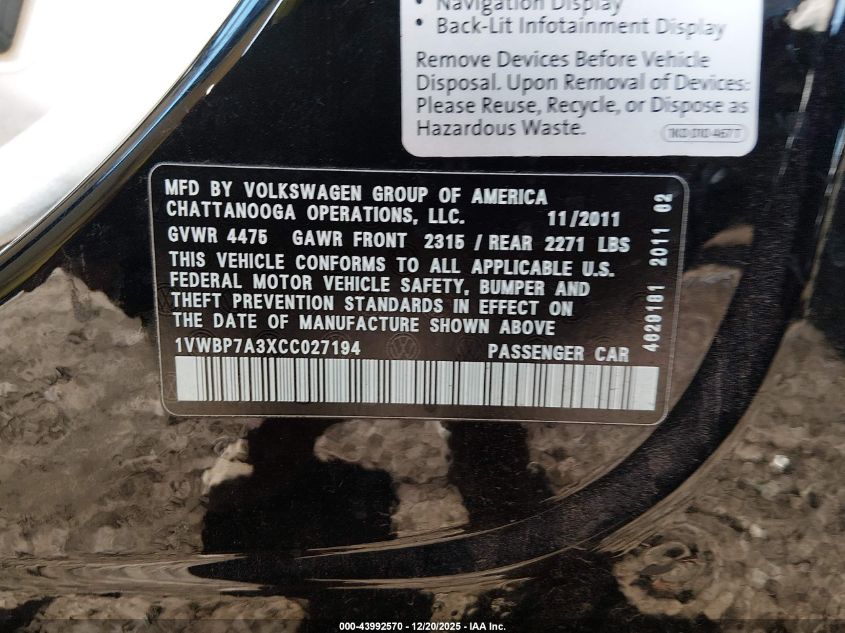 • Navigation Display
• Back-Lit Infotainment Display
Remove Devices Before Vehicle
Disposal. Upon Removal of Devices:
Please Reuse, Recycle, or Dispose as
Hazardous Waste.
1K0 010 467 T
MFD BY VOLKSWAGEN GROUP OF AMERICA
CHATTANOOGA OPERATIONS, LLC. 11/2011
GVWR 4475 GAWR FRONT 2315 / REAR 2271 LBS
THIS VEHICLE CONFORMS TO ALL APPLICABLE U.S.
FEDERAL MOTOR VEHICLE SAFETY, BUMPER AND
THEFT PREVENTION STANDARDS IN EFFECT ON
THE DATE OF MANUFACTURE SHOWN ABOVE
1VWBP7A3XCC027194 PASSENGER CAR
4020101 2011 02
000-43992570 - 12/20/2025 - IAA Inc.